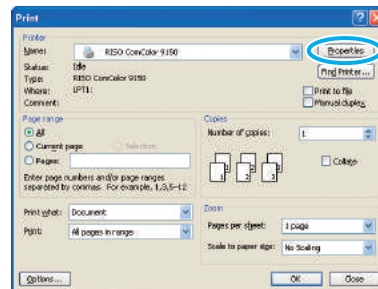 Print
Printer
Name: RISO ComColor 9150 Properties
Status: Idle Find Printer...
Type: RISO ComColor 9150
Where: LPT1: Print to file
Comment: Manual duplex
Page range
All
Current page Selection
Pages:
Enter page numbers and/or page ranges
separated by commas. For example, 1,3,5-12
Copies
Number of copies: 1
Collate
Print what: Document
Print: All pages in range
Zoom
Pages per sheet: 1 page
Scale to paper size: No Scaling
Options... OK Close